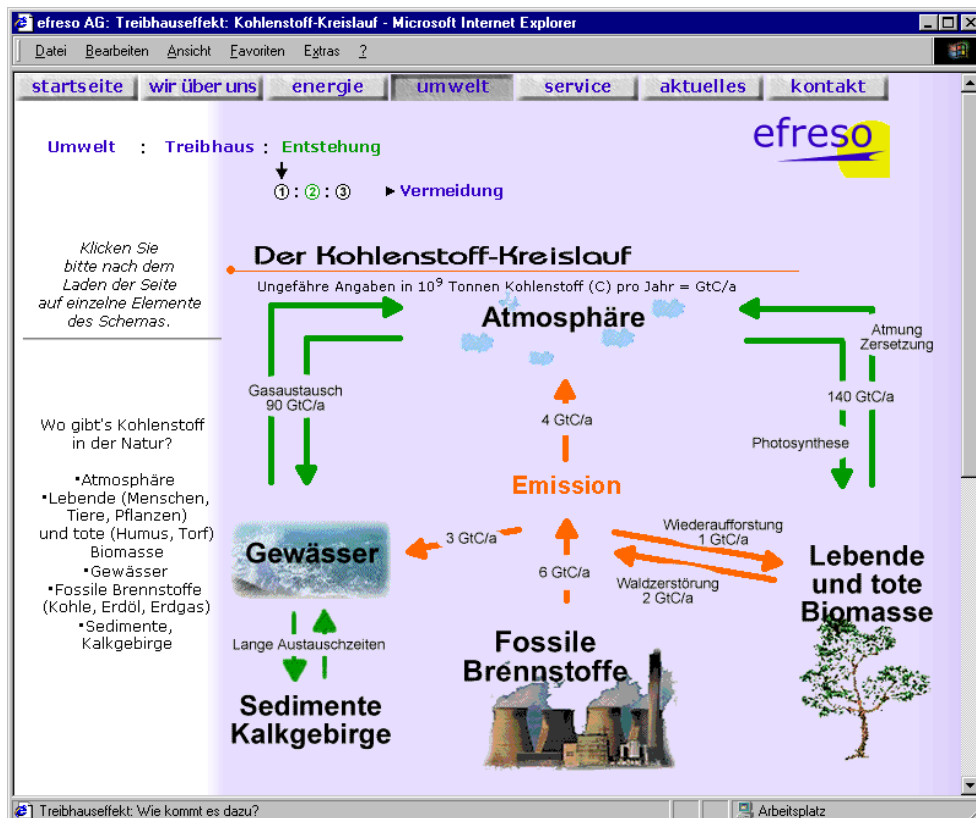 efreso AG: Treibhauseffekt: Kohlenstoff-Kreislauf - Microsoft Internet Explorer
Datei Bearbeiten Ansicht Favoriten Extras ?
startseite wir über uns energie umwelt service aktuelles kontakt
efreso
Umwelt : Treibhaus : Entstehung
1 : 2 : 3 Vermeidung
Klicken Sie
bitte nach dem
Laden der Seite
auf einzelne Elemente
des Schemas.
Wo gibt's Kohlenstoff
in der Natur?
•Atmosphäre
•Lebende (Menschen,
Tiere, Pflanzen)
und tote (Humus, Torf)
Biomasse
•Gewässer
•Fossile Brennstoffe
(Kohle, Erdöl, Erdgas)
•Sedimente,
Kalkgebirge
Der Kohlenstoff-Kreislauf
Ungefähre Angaben in 10⁹ Tonnen Kohlenstoff (C) pro Jahr = GtC/a
Atmosphäre
Atmung
Zersetzung
Gasaustausch
90 GtC/a
140 GtC/a
4 GtC/a
Photosynthese
Emission
Gewässer
3 GtC/a
6 GtC/a
Wiederaufforstung
1 GtC/a
Waldzerstörung
2 GtC/a
Lebende
und tote
Biomasse
Lange Austauschzeiten
Fossile
Brennstoffe
Sedimente
Kalkgebirge
Treibhauseffekt: Wie kommt es dazu?
Arbeitsplatz